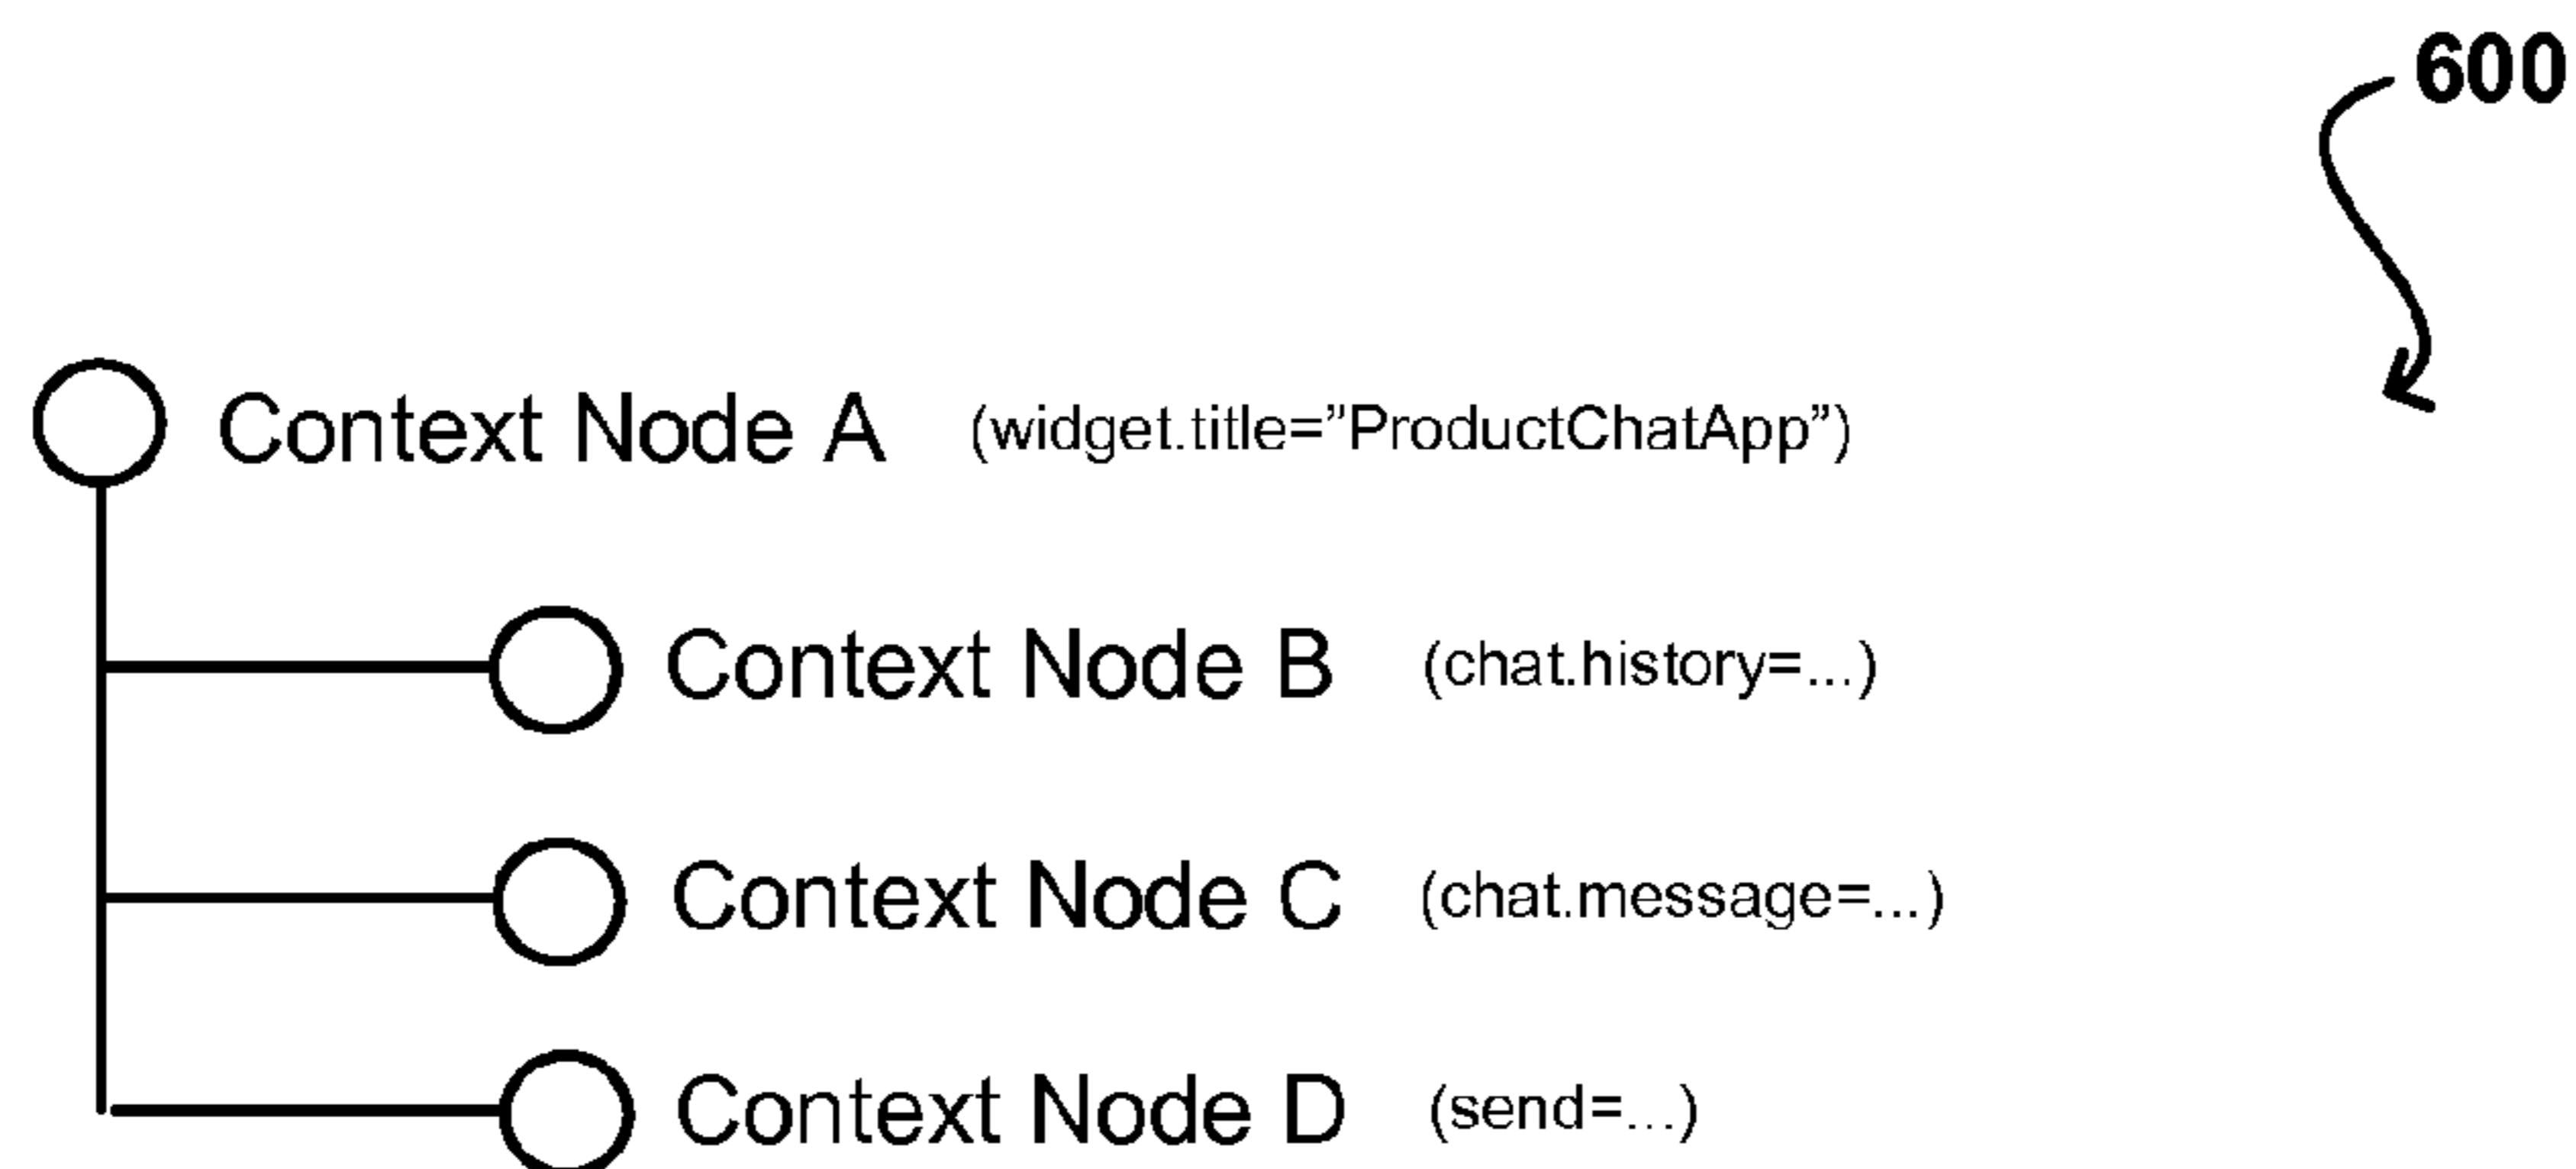 600
Context Node A (widget.title=”ProductChatApp”)
Context Node B (chat.history=...)
Context Node C (chat.message=...)
Context Node D (send=...)